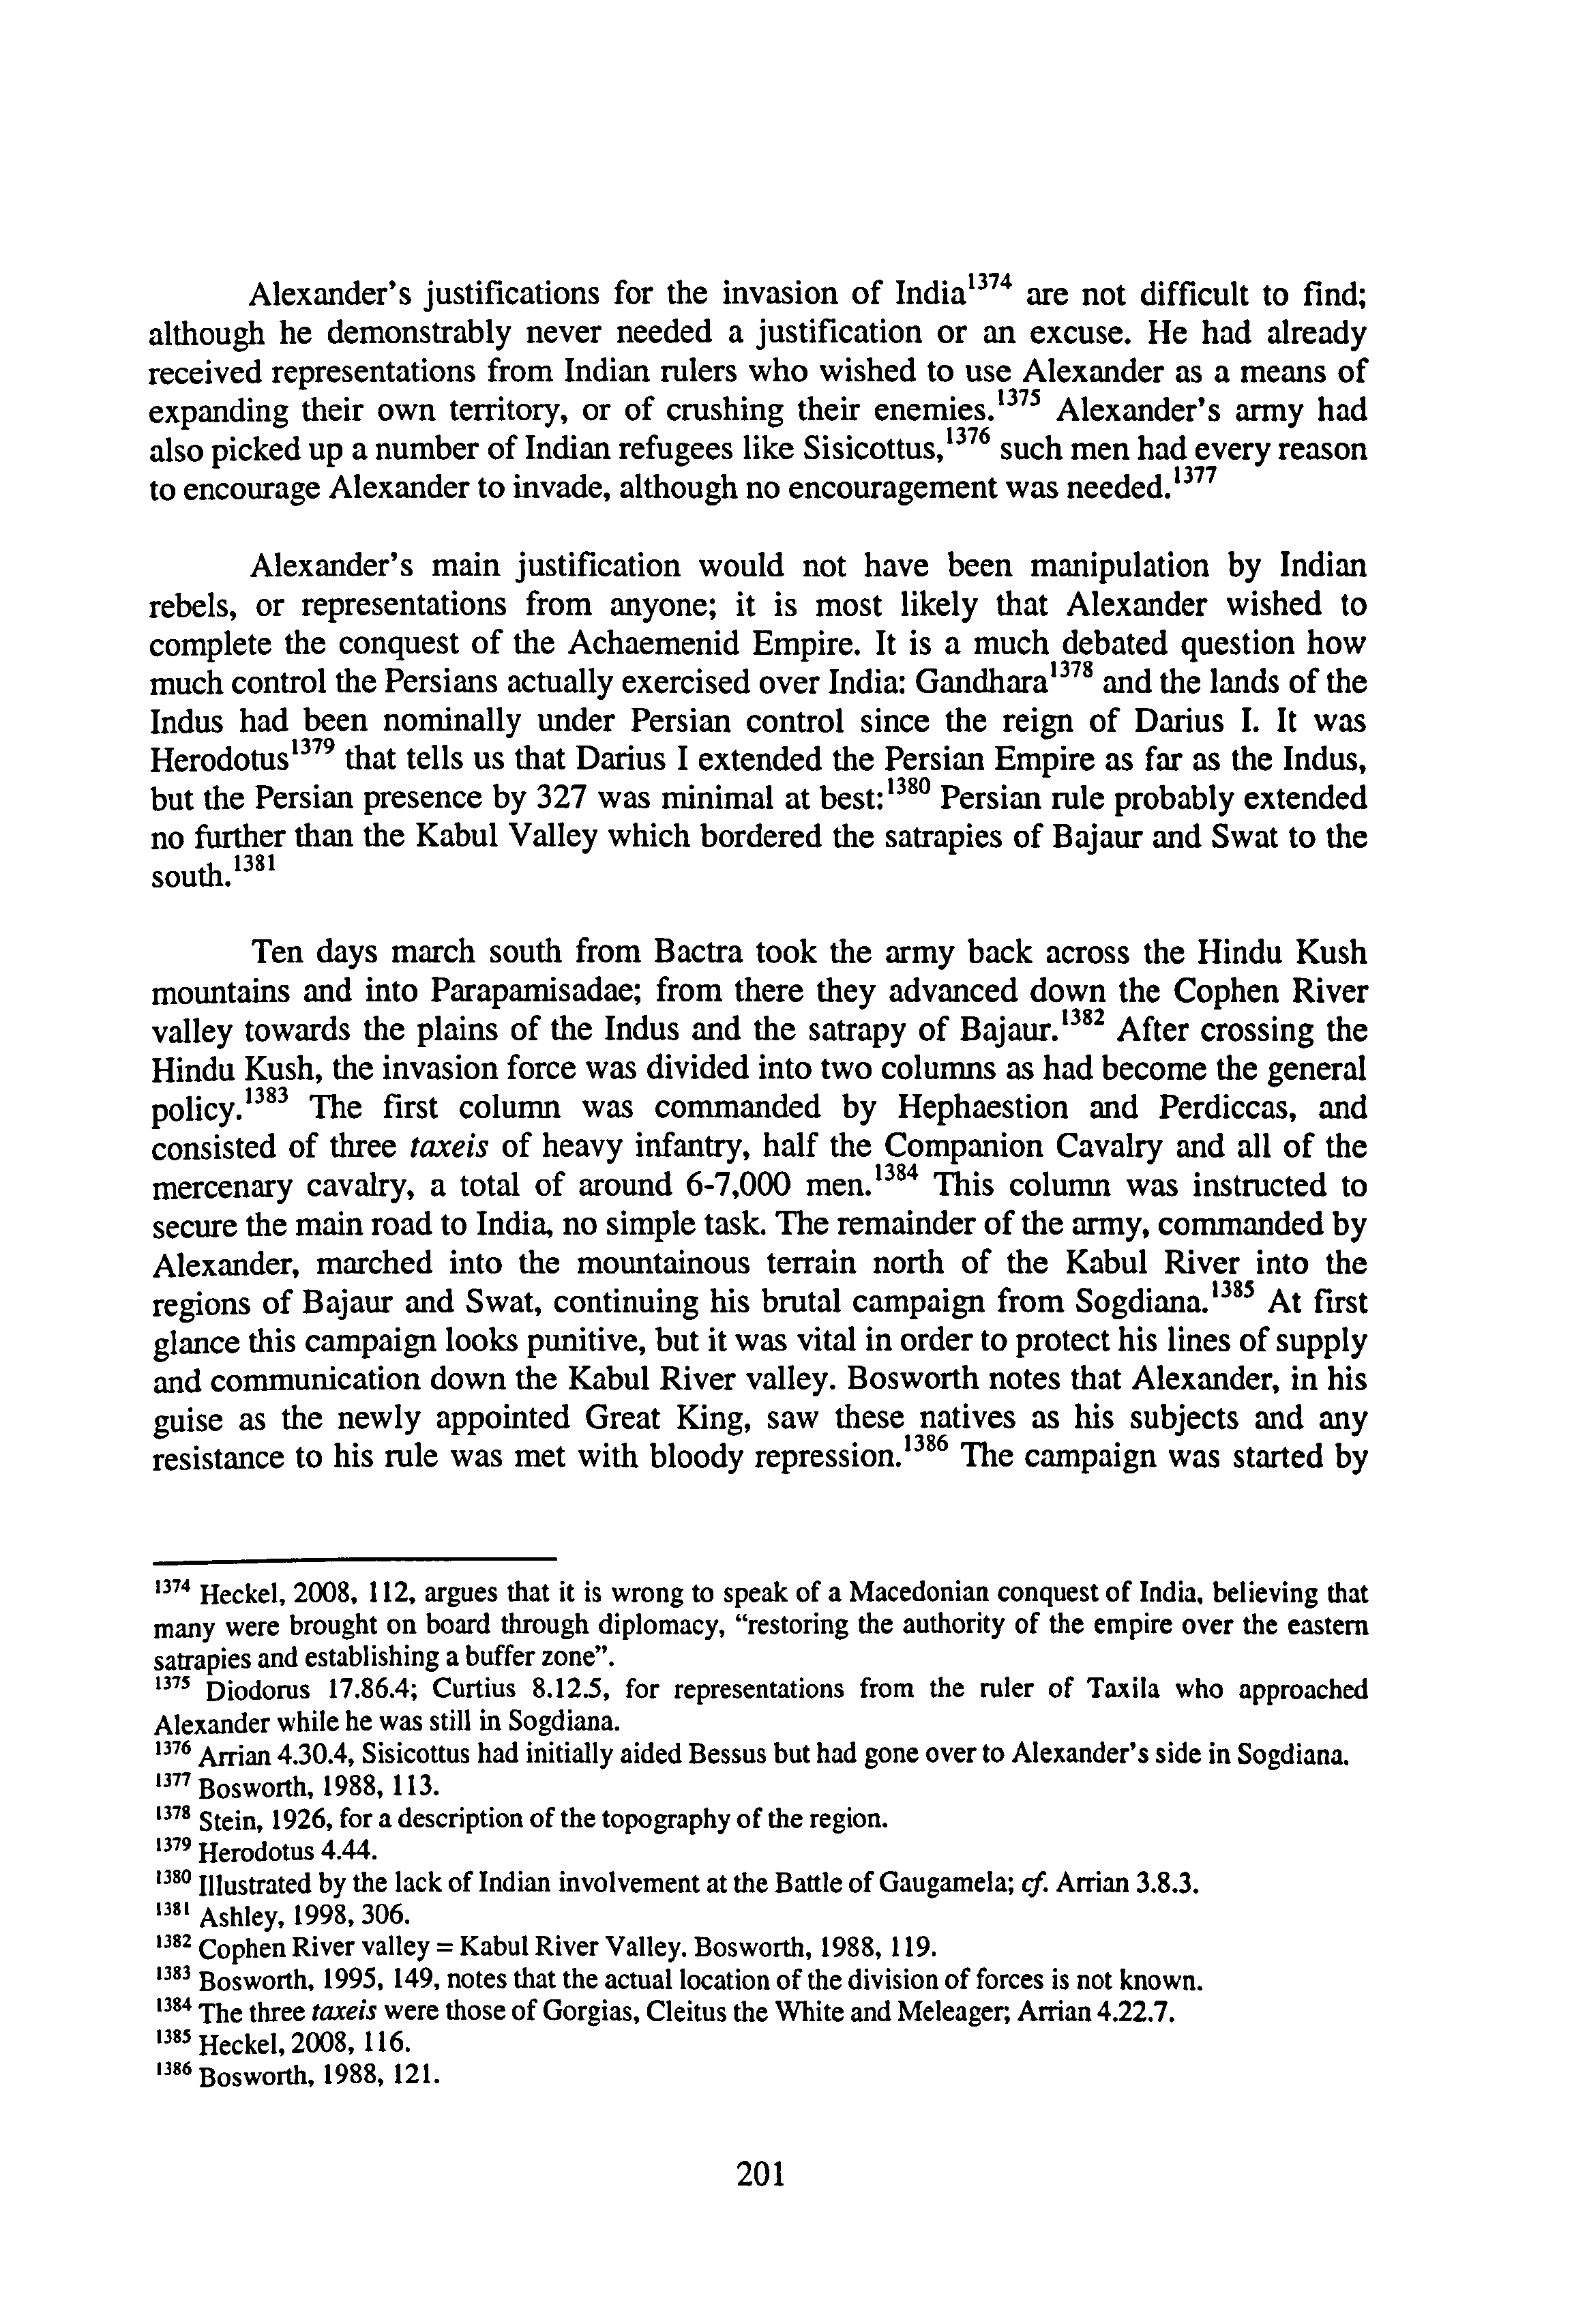 Alexander's justifications for the invasion of India1374 are not difficult to find;
although he demonstrably never needed a justification or an excuse. He had already
received representations from Indian rulers who wished to use Alexander as a means of
expanding their own territory, or of crushing their enemies.1375 Alexander's army had
also picked up a number of Indian refugees like Sisicottus,1376 such men had every reason
to encourage Alexander to invade, although no encouragement was needed.1377
Alexander's main justification would not have been manipulation by Indian
rebels, or representations from anyone; it is most likely that Alexander wished to
complete the conquest of the Achaemenid Empire. It is a much debated question how
much control the Persians actually exercised over India: Gandhara1378 and the lands of the
Indus had been nominally under Persian control since the reign of Darius I. It was
Herodotus1379 that tells us that Darius I extended the Persian Empire as far as the Indus,
but the Persian presence by 327 was minimal at best:1380 Persian rule probably extended
no further than the Kabul Valley which bordered the satrapies of Bajaur and Swat to the
south.1381
Ten days march south from Bactra took the army back across the Hindu Kush
mountains and into Parapamisadae; from there they advanced down the Cophen River
valley towards the plains of the Indus and the satrapy of Bajaur.1382 After crossing the
Hindu Kush, the invasion force was divided into two columns as had become the general
policy.1383 The first column was commanded by Hephaestion and Perdiccas, and
consisted of three taxeis of heavy infantry, half the Companion Cavalry and all of the
mercenary cavalry, a total of around 6-7,000 men.1384 This column was instructed to
secure the main road to India, no simple task. The remainder of the army, commanded by
Alexander, marched into the mountainous terrain north of the Kabul River into the
regions of Bajaur and Swat, continuing his brutal campaign from Sogdiana.1385 At first
glance this campaign looks punitive, but it was vital in order to protect his lines of supply
and communication down the Kabul River valley. Bosworth notes that Alexander, in his
guise as the newly appointed Great King, saw these natives as his subjects and any
resistance to his rule was met with bloody repression.1386 The campaign was started by
1374 Heckel, 2008, 112, argues that it is wrong to speak of a Macedonian conquest of India, believing that
many were brought on board through diplomacy, “restoring the authority of the empire over the eastern
satrapies and establishing a buffer zone”.
1375 Diodorus 17.86.4; Curtius 8.12.5, for representations from the ruler of Taxila who approached
Alexander while he was still in Sogdiana.
1376 Arrian 4.30.4, Sisicottus had initially aided Bessus but had gone over to Alexander's side in Sogdiana.
1377 Bosworth, 1988, 113.
1378 Stein, 1926, for a description of the topography of the region.
1379 Herodotus 4.44.
1380 Illustrated by the lack of Indian involvement at the Battle of Gaugamela; cf. Arrian 3.8.3.
1381 Ashley, 1998, 306.
1382 Cophen River valley = Kabul River Valley. Bosworth, 1988, 119.
1383 Bosworth, 1995, 149, notes that the actual location of the division of forces is not known.
1384 The three taxeis were those of Gorgias, Cleitus the White and Meleager; Arrian 4.22.7.
1385 Heckel, 2008, 116.
1386 Bosworth, 1988, 121.
201